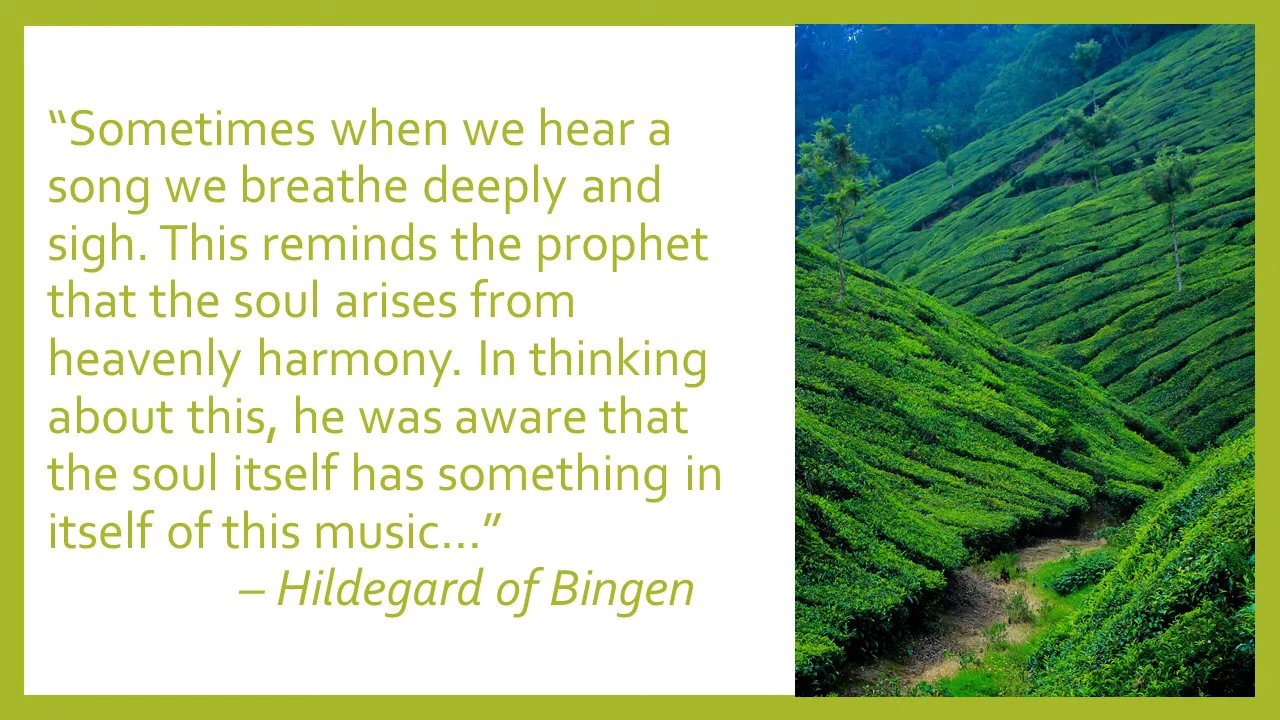 “Sometimes when we hear a
song we breathe deeply and
sigh. This reminds the prophet
that the soul arises from
heavenly harmony. In thinking
about this, he was aware that
the soul itself has something in
itself of this music…”
– Hildegard of Bingen